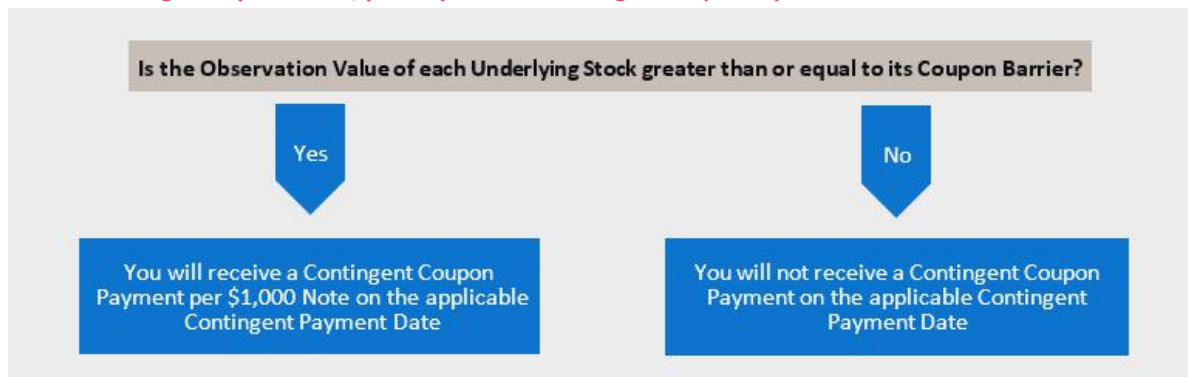 Is the Observation Value of each Underlying Stock greater than or equal to its Coupon Barrier?
Yes
No
You will receive a Contingent Coupon
Payment per $1,000 Note on the applicable
Contingent Payment Date
You will not receive a Contingent Coupon
Payment on the applicable Contingent
Payment Date